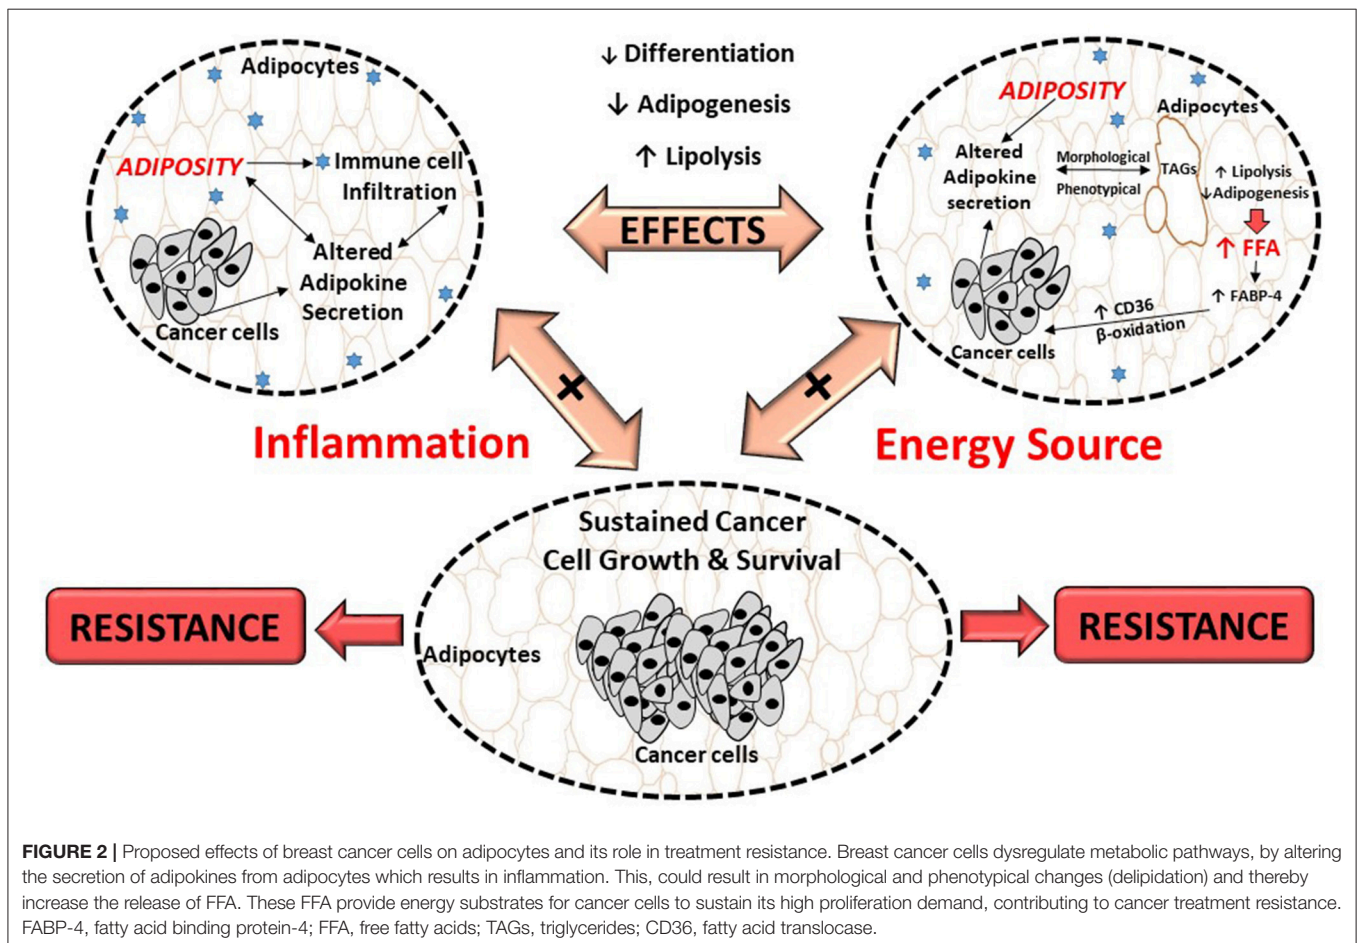 Adipocytes
ADIPOSITY
Immune cell
Infiltration
Altered
Adipokine
Secretion
Cancer cells
↓ Differentiation
↓ Adipogenesis
↑ Lipolysis
EFFECTS
ADIPOSITY
Adipocytes
Altered
Adipokine
secretion
Morphological
Phenotypical
TAGs
↑ Lipolysis
↓Adipogenesis
↑ FFA
↑ FABP-4
↑ CD36
β-oxidation
Cancer cells
Inflammation
Energy Source
Sustained Cancer
Cell Growth & Survival
Adipocytes
Cancer cells
RESISTANCE
RESISTANCE
FIGURE 2 | Proposed effects of breast cancer cells on adipocytes and its role in treatment resistance. Breast cancer cells dysregulate metabolic pathways, by altering
the secretion of adipokines from adipocytes which results in inflammation. This, could result in morphological and phenotypical changes (delipidation) and thereby
increase the release of FFA. These FFA provide energy substrates for cancer cells to sustain its high proliferation demand, contributing to cancer treatment resistance.
FABP-4, fatty acid binding protein-4; FFA, free fatty acids; TAGs, triglycerides; CD36, fatty acid translocase.